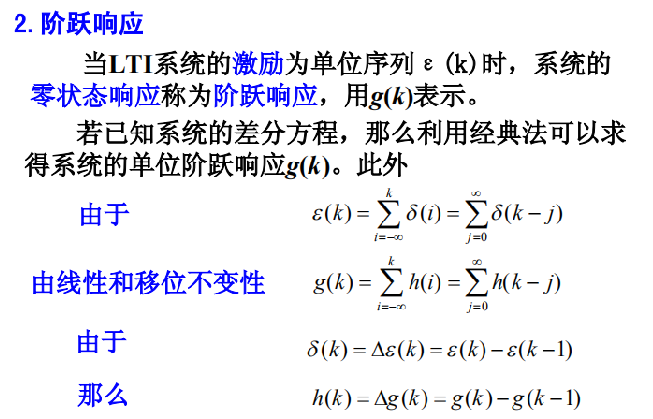 2. 阶跃响应
当LTI系统的激励为单位序列 ε(k)时，系统的
零状态响应称为阶跃响应，用g(k)表示。
若已知系统的差分方程，那么利用经典法可以求
得系统的单位阶跃响应g(k)。此外
由于 ε(k) = ∑_{i=-∞}^{k} δ(i) = ∑_{j=0}^{∞} δ(k − j)
由线性和移位不变性 g(k) = ∑_{i=-∞}^{k} h(i) = ∑_{j=0}^{∞} h(k − j)
由于 δ(k) = Δε(k) = ε(k) − ε(k − 1)
那么 h(k) = Δg(k) = g(k) − g(k − 1)